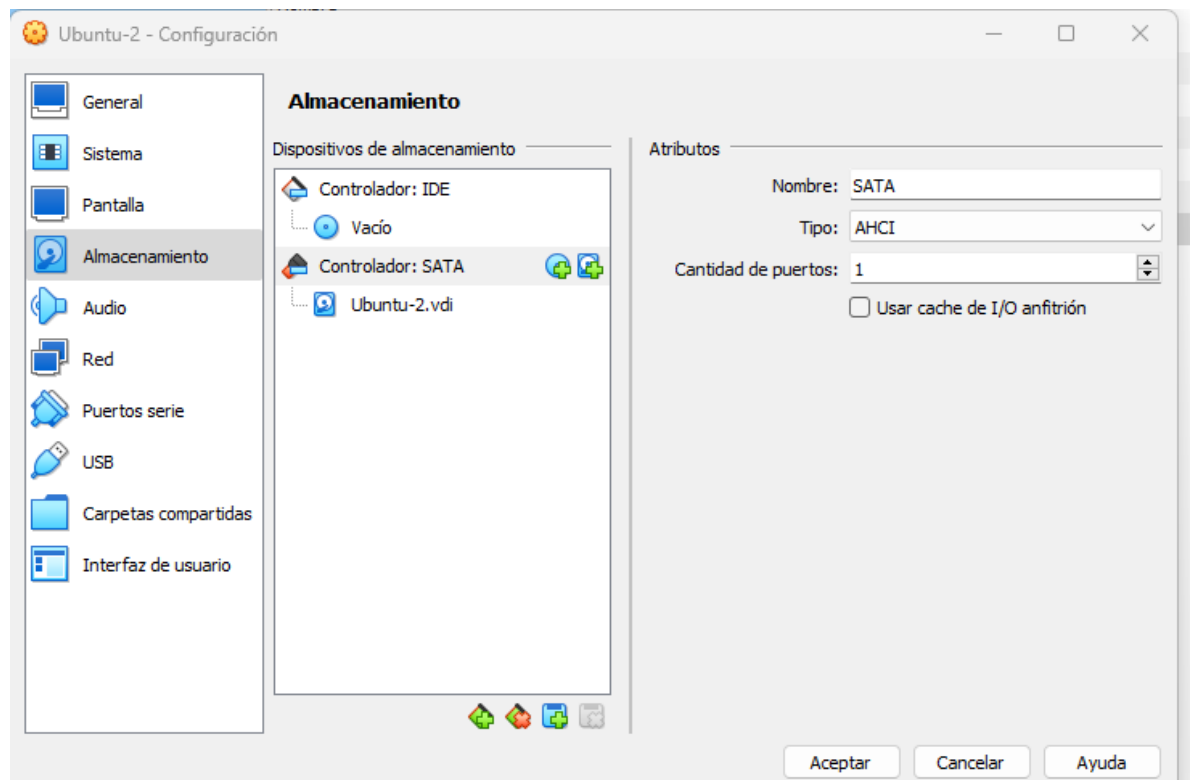 Ubuntu-2 - Configuración
General
Sistema
Pantalla
Almacenamiento
Audio
Red
Puertos serie
USB
Carpetas compartidas
Interfaz de usuario
Almacenamiento
Dispositivos de almacenamiento
Controlador: IDE
Vacío
Controlador: SATA
Ubuntu-2.vdi
Atributos
Nombre: SATA
Tipo: AHCI
Cantidad de puertos: 1
Usar cache de I/O anfitrión
Aceptar Cancelar Ayuda